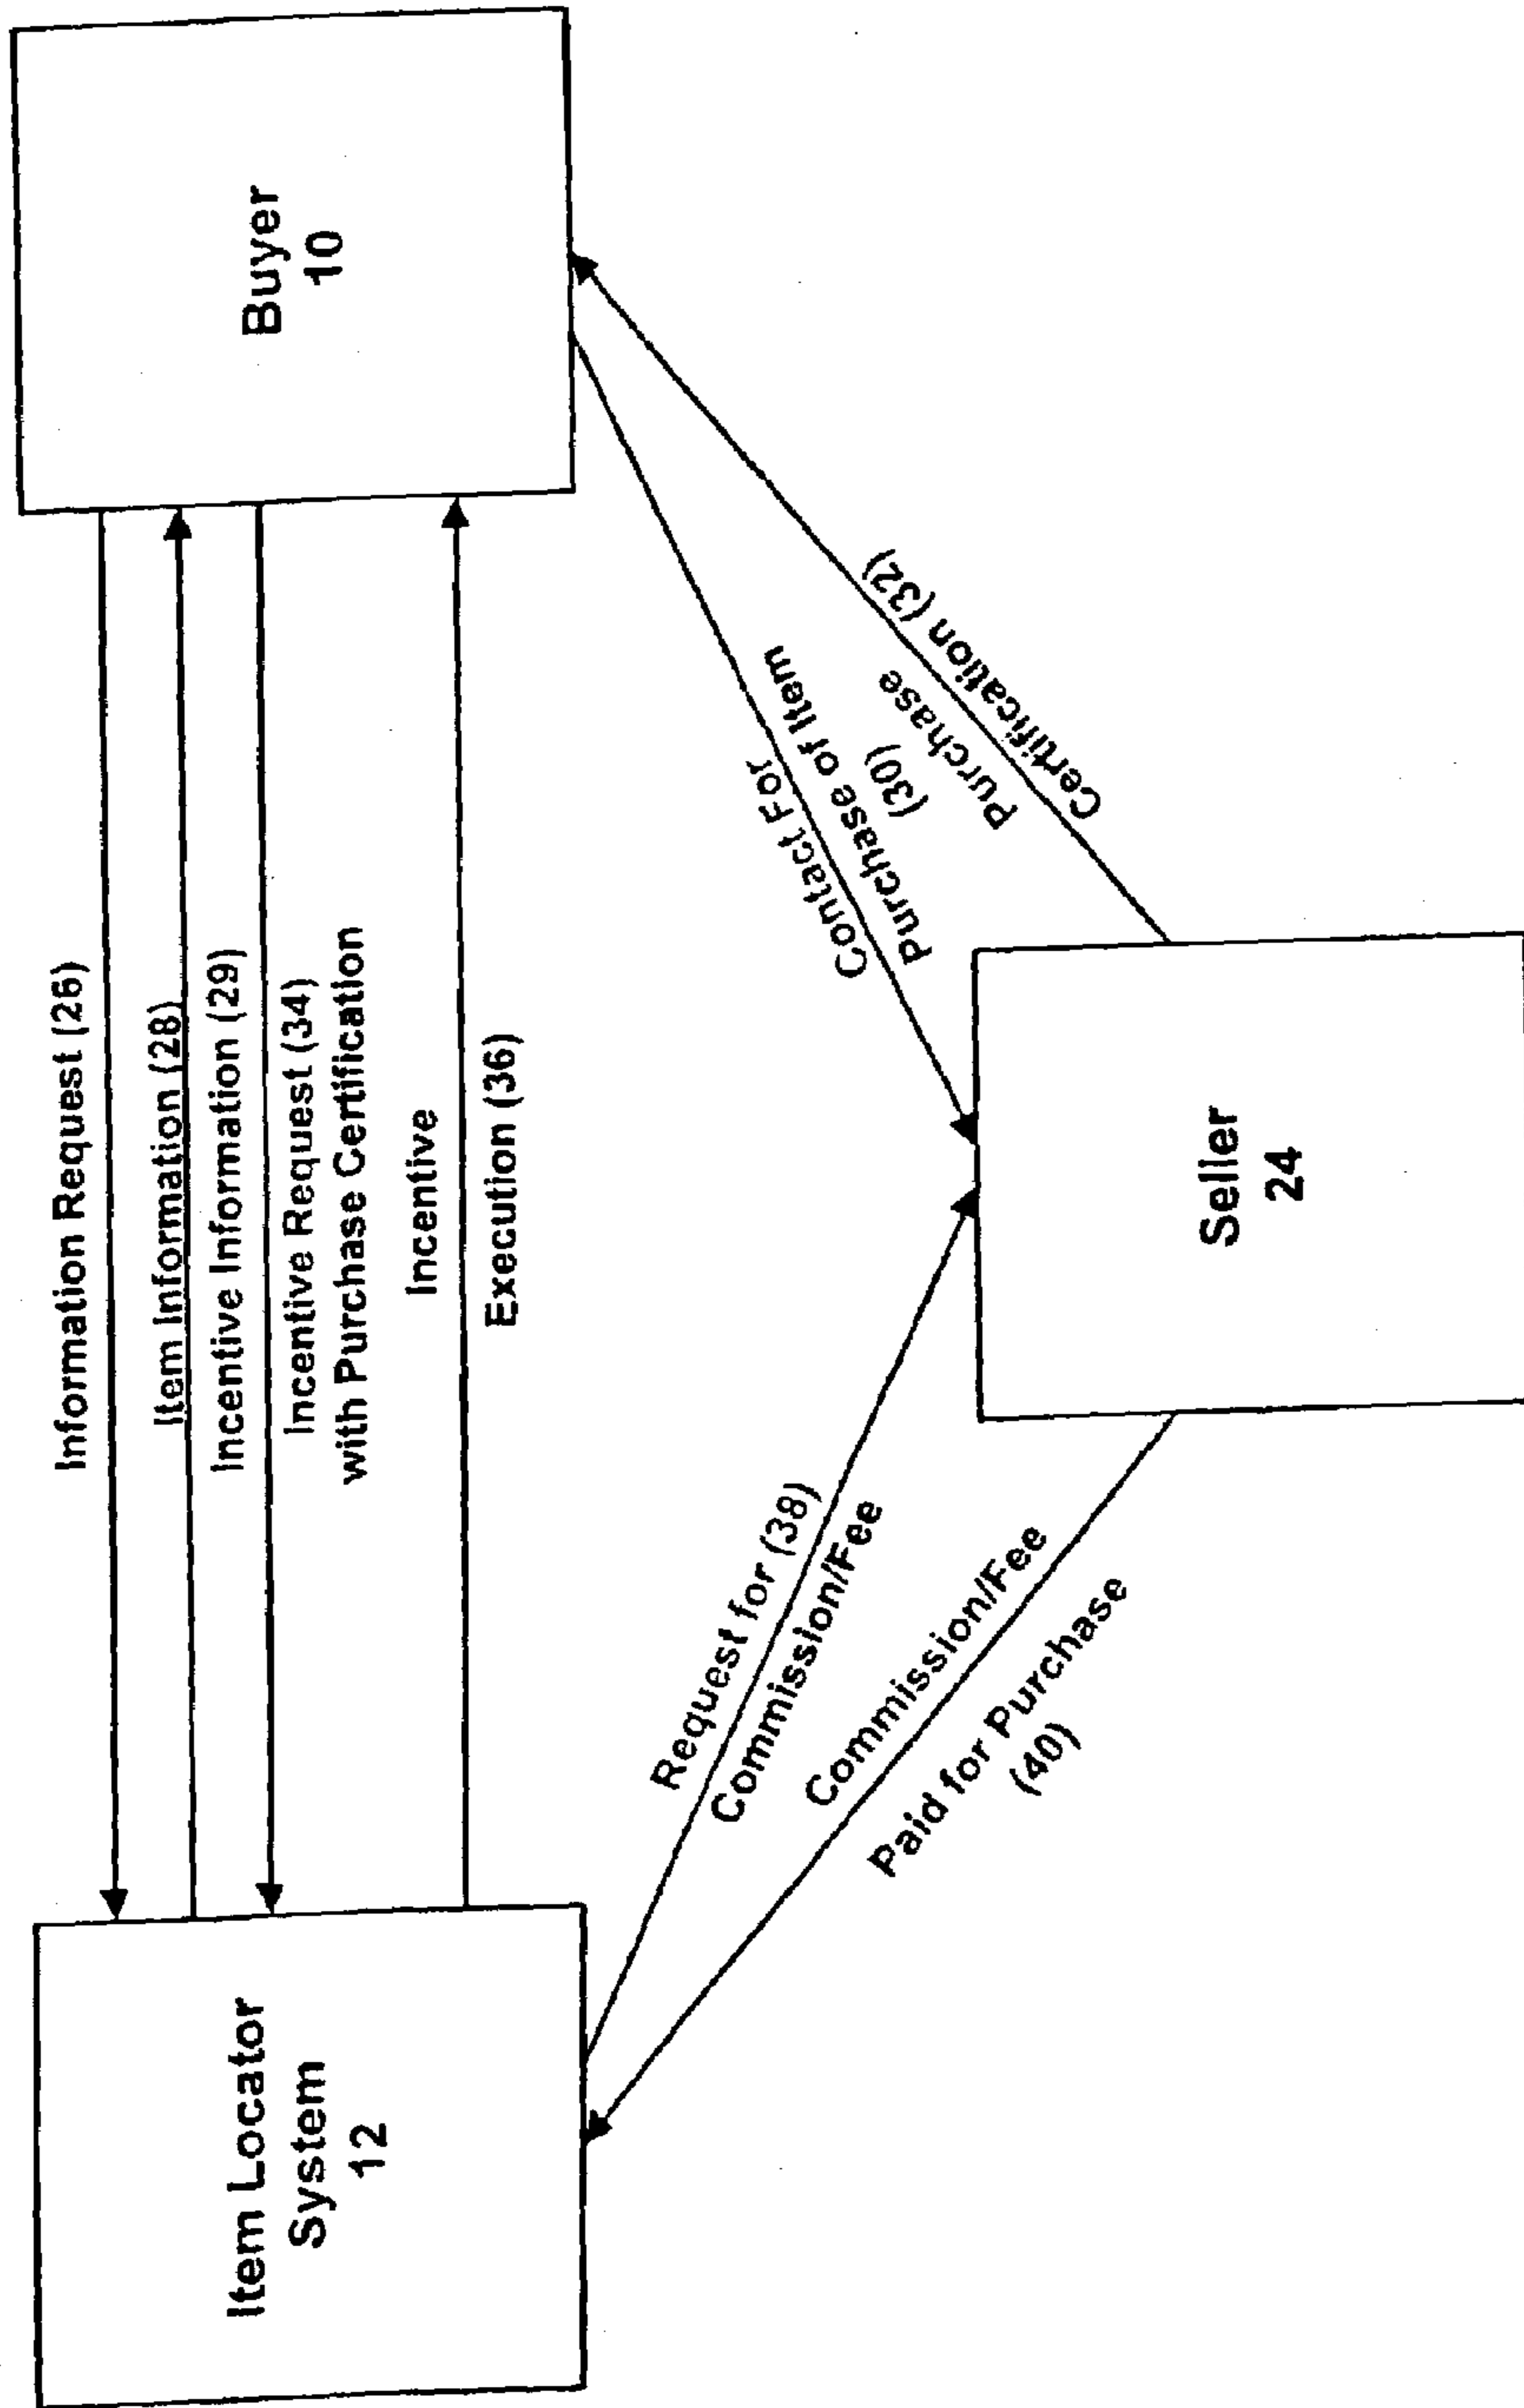 Information Request (26)
Item Information (28)
Incentive Information (29)
Incentive Request (34)
with Purchase Certification
Incentive
Execution (36)
Item Locator
System
12
Buyer
10
Request for (38)
Commission/Fee
Commission/Fee
Paid for Purchase
(40)
Contact For
Purchase of Item
(30)
Purchase
Certification (32)
Seller
24